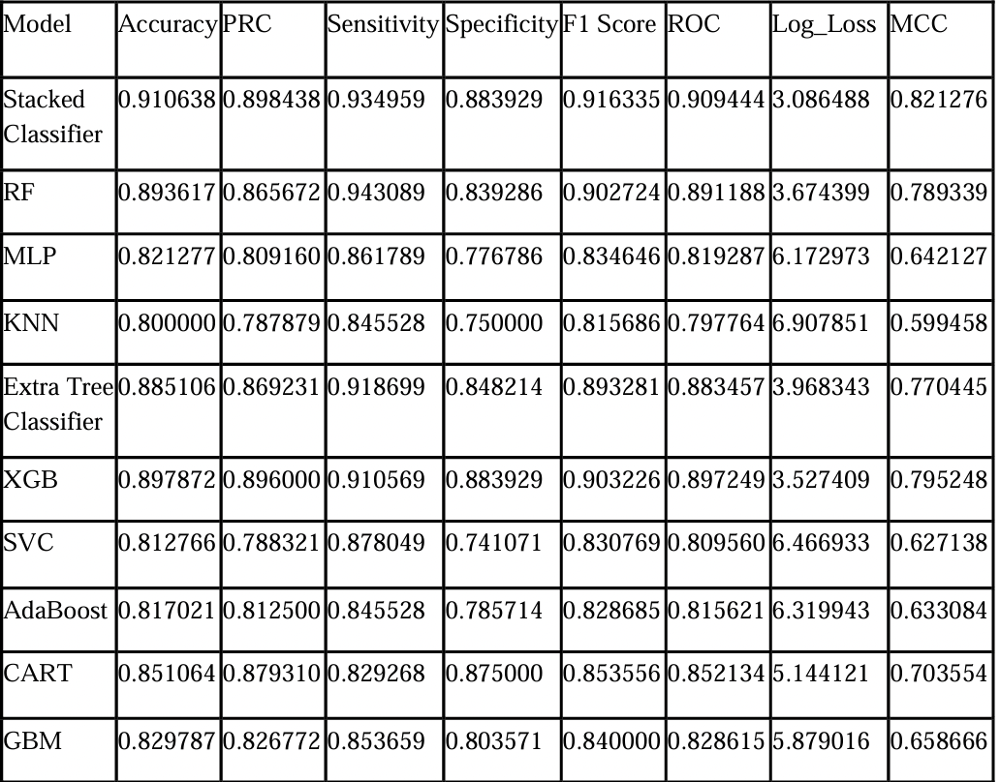 Model Accuracy PRC Sensitivity Specificity F1 Score ROC Log_Loss MCC
Stacked 0.910638 0.898438 0.934959 0.883929 0.916335 0.909444 3.086488 0.821276
Classifier
RF 0.893617 0.865672 0.943089 0.839286 0.902724 0.891188 3.674399 0.789339
MLP 0.821277 0.809160 0.861789 0.776786 0.834646 0.819287 6.172973 0.642127
KNN 0.800000 0.787879 0.845528 0.750000 0.815686 0.797764 6.907851 0.599458
Extra Tree 0.885106 0.869231 0.918699 0.848214 0.893281 0.883457 3.968343 0.770445
Classifier
XGB 0.897872 0.896000 0.910569 0.883929 0.903226 0.897249 3.527409 0.795248
SVC 0.812766 0.788321 0.878049 0.741071 0.830769 0.809560 6.466933 0.627138
AdaBoost 0.817021 0.812500 0.845528 0.785714 0.828685 0.815621 6.319943 0.633084
CART 0.851064 0.879310 0.829268 0.875000 0.853556 0.852134 5.144121 0.703554
GBM 0.829787 0.826772 0.853659 0.803571 0.840000 0.828615 5.879016 0.658666